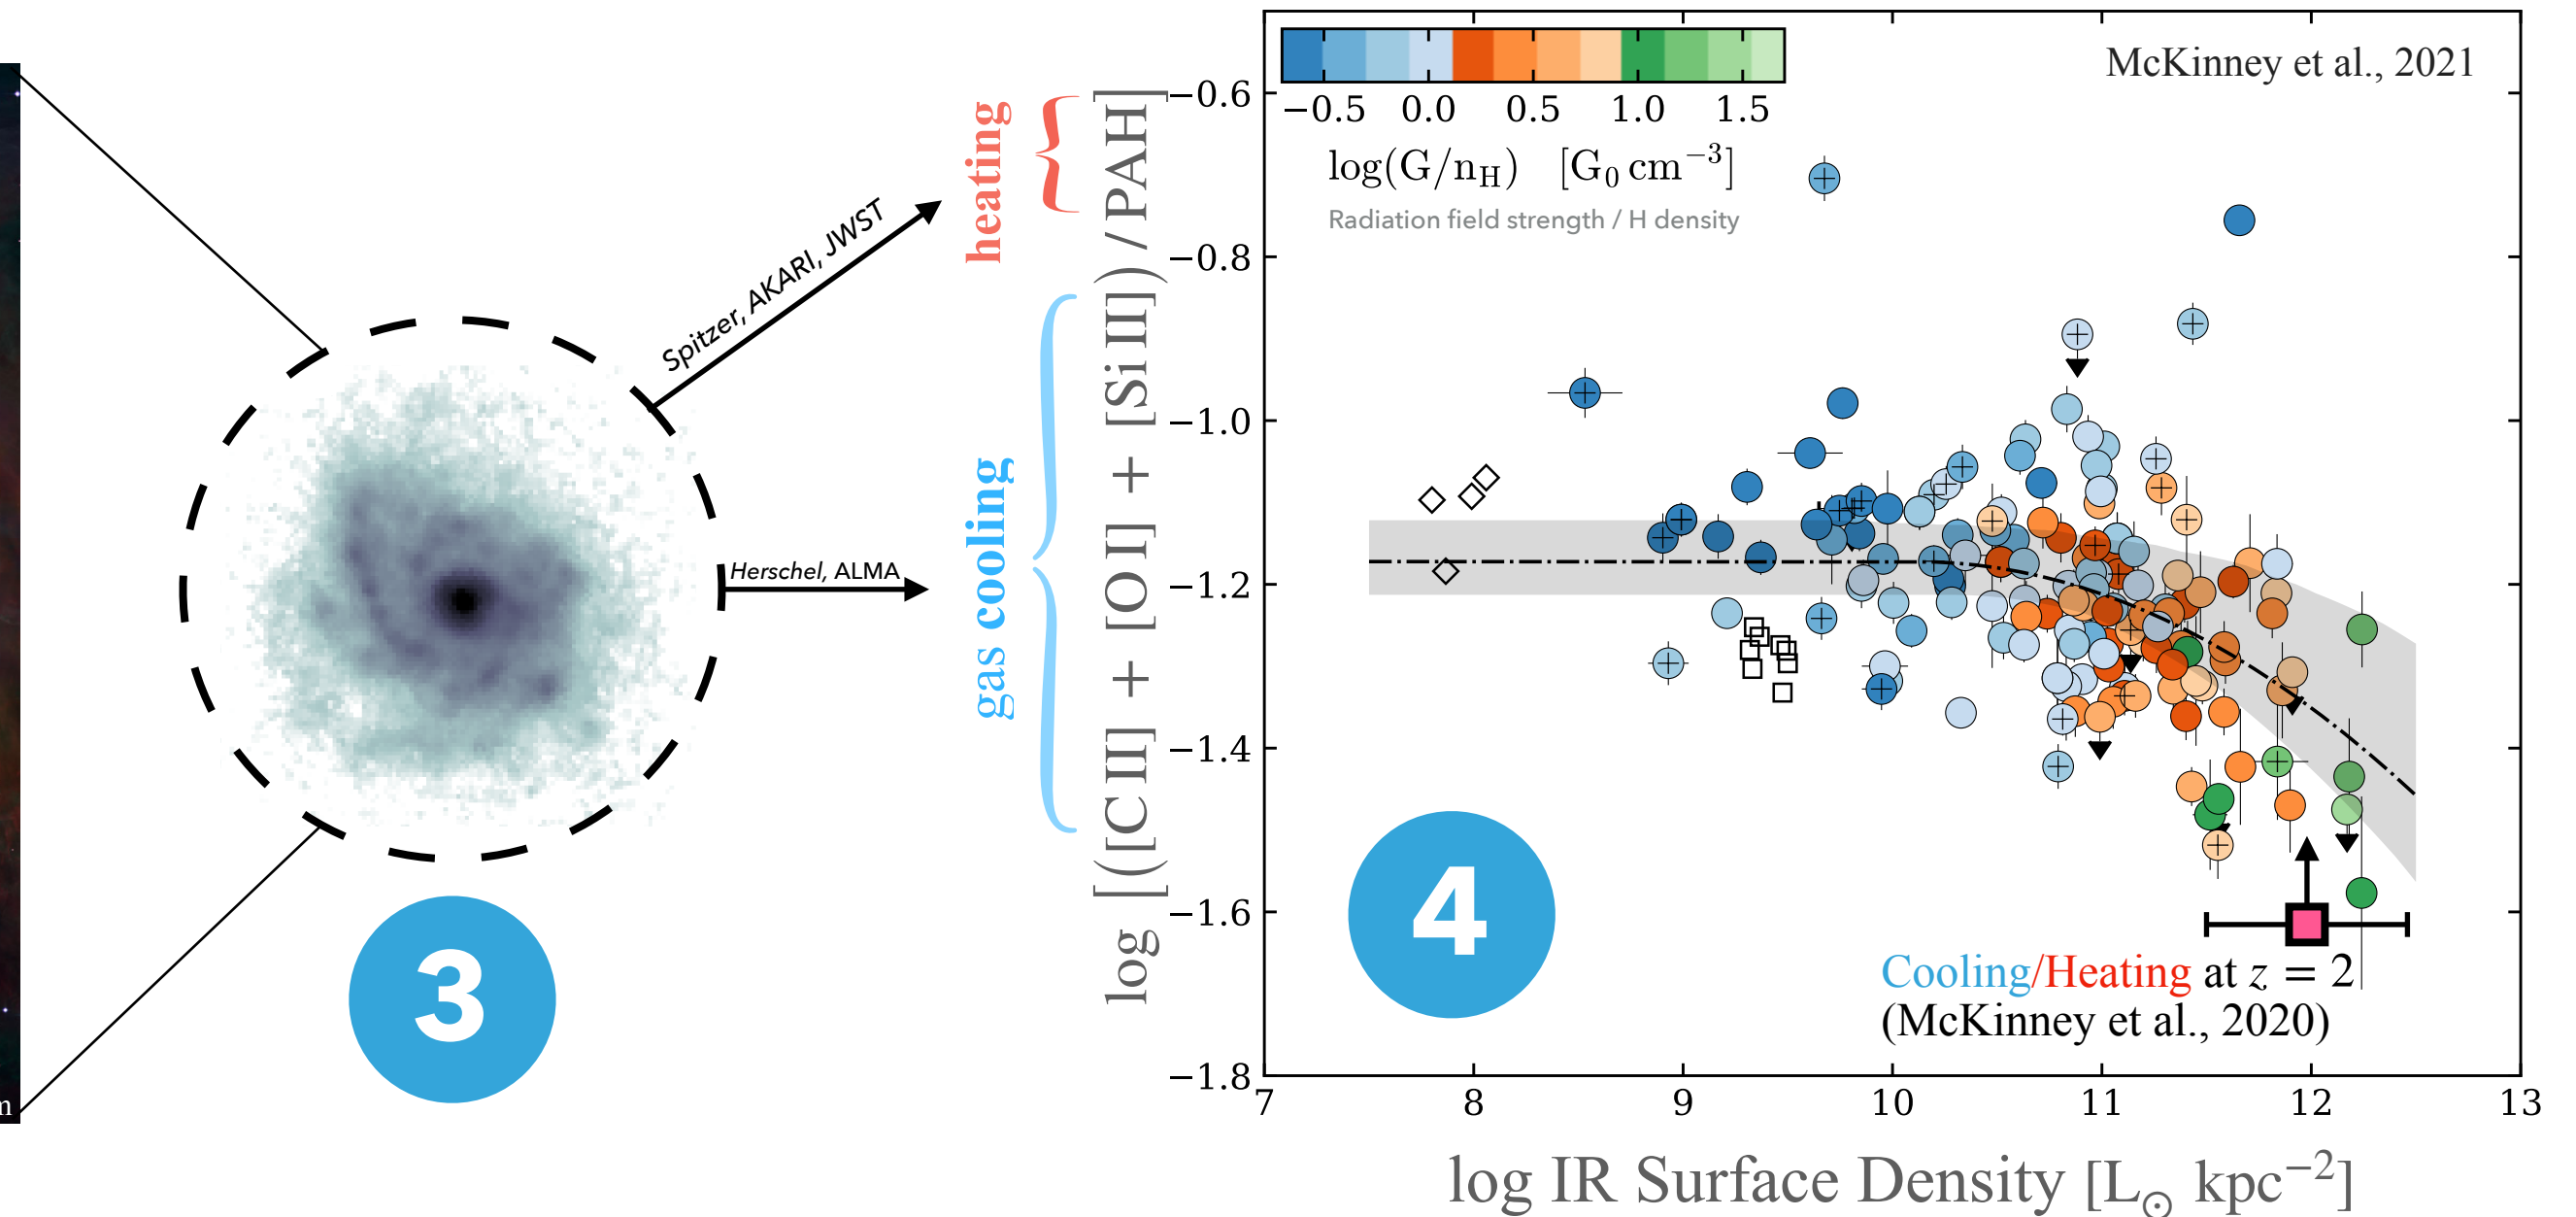 m
3
Spitzer, AKARI, JWST
Herschel, ALMA
heating
gas cooling
log [([C II] + [O I] + [Si II]) / PAH]
−0.6
−0.8
−1.0
−1.2
−1.4
−1.6
−1.8
−0.5 0.0 0.5 1.0 1.5
log(G/n_H) [G_0 cm^−3]
Radiation field strength / H density
McKinney et al., 2021
4
Cooling/Heating at z = 2
(McKinney et al., 2020)
7 8 9 10 11 12 13
log IR Surface Density [L_⊙ kpc^−2]